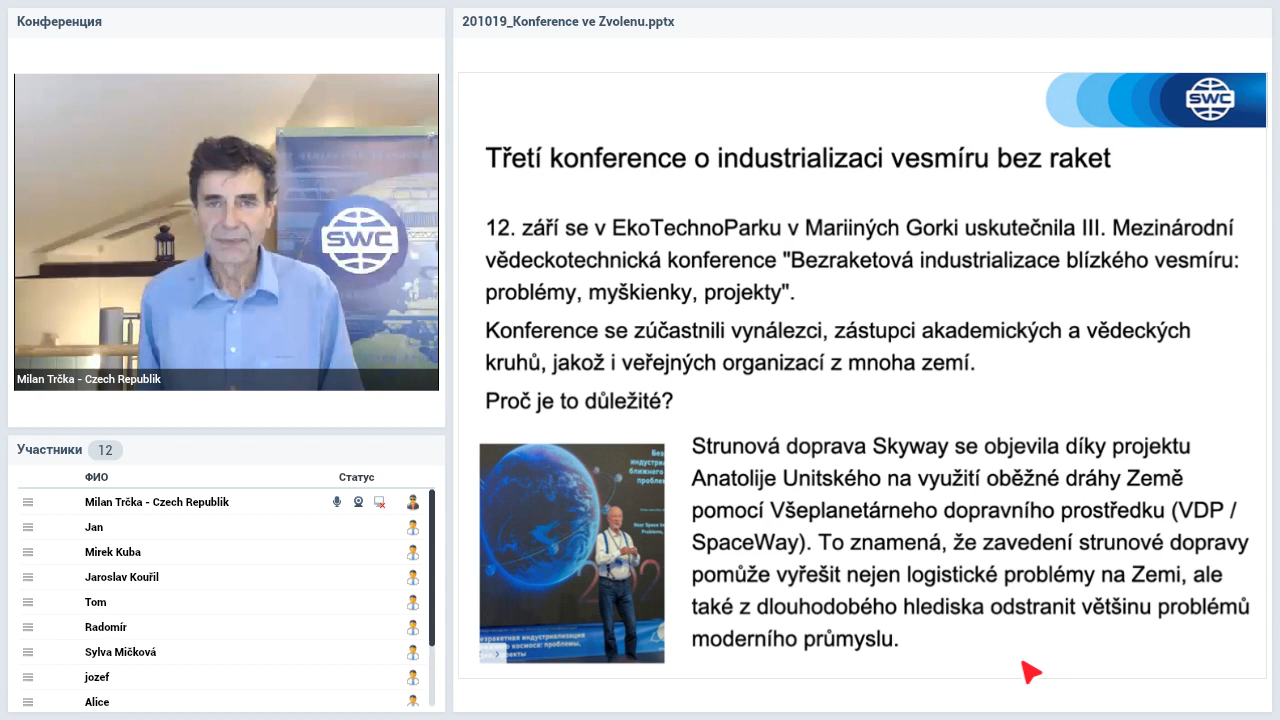 Конференция
SWC
Milan Trčka - Czech Republik
Участники 12
ФИО Статус
Milan Trčka - Czech Republik
Jan
Mirek Kuba
Jaroslav Kouřil
Tom
Radomír
Sylva Mičková
jozef
Alice
201019_Konference ve Zvolenu.pptx
SWC
Třetí konference o industrializaci vesmíru bez raket
12. září se v EkoTechnoParku v Mariiných Gorki uskutečnila III. Mezinárodní
vědeckotechnická konference "Bezraketová industrializace blízkého vesmíru:
problémy, myškienky, projekty".
Konference se zúčastnili vynálezci, zástupci akademických a vědeckých
kruhů, jakož i veřejných organizací z mnoha zemí.
Proč je to důležité?
Strunová doprava Skyway se objevila díky projektu
Anatolije Unitského na využití oběžné dráhy Země
pomocí Všeplanetárneho dopravního prostředku (VDP /
SpaceWay). To znamená, že zavedení strunové dopravy
pomůže vyřešit nejen logistické problémy na Zemi, ale
také z dlouhodobého hlediska odstranit většinu problémů
moderního průmyslu.